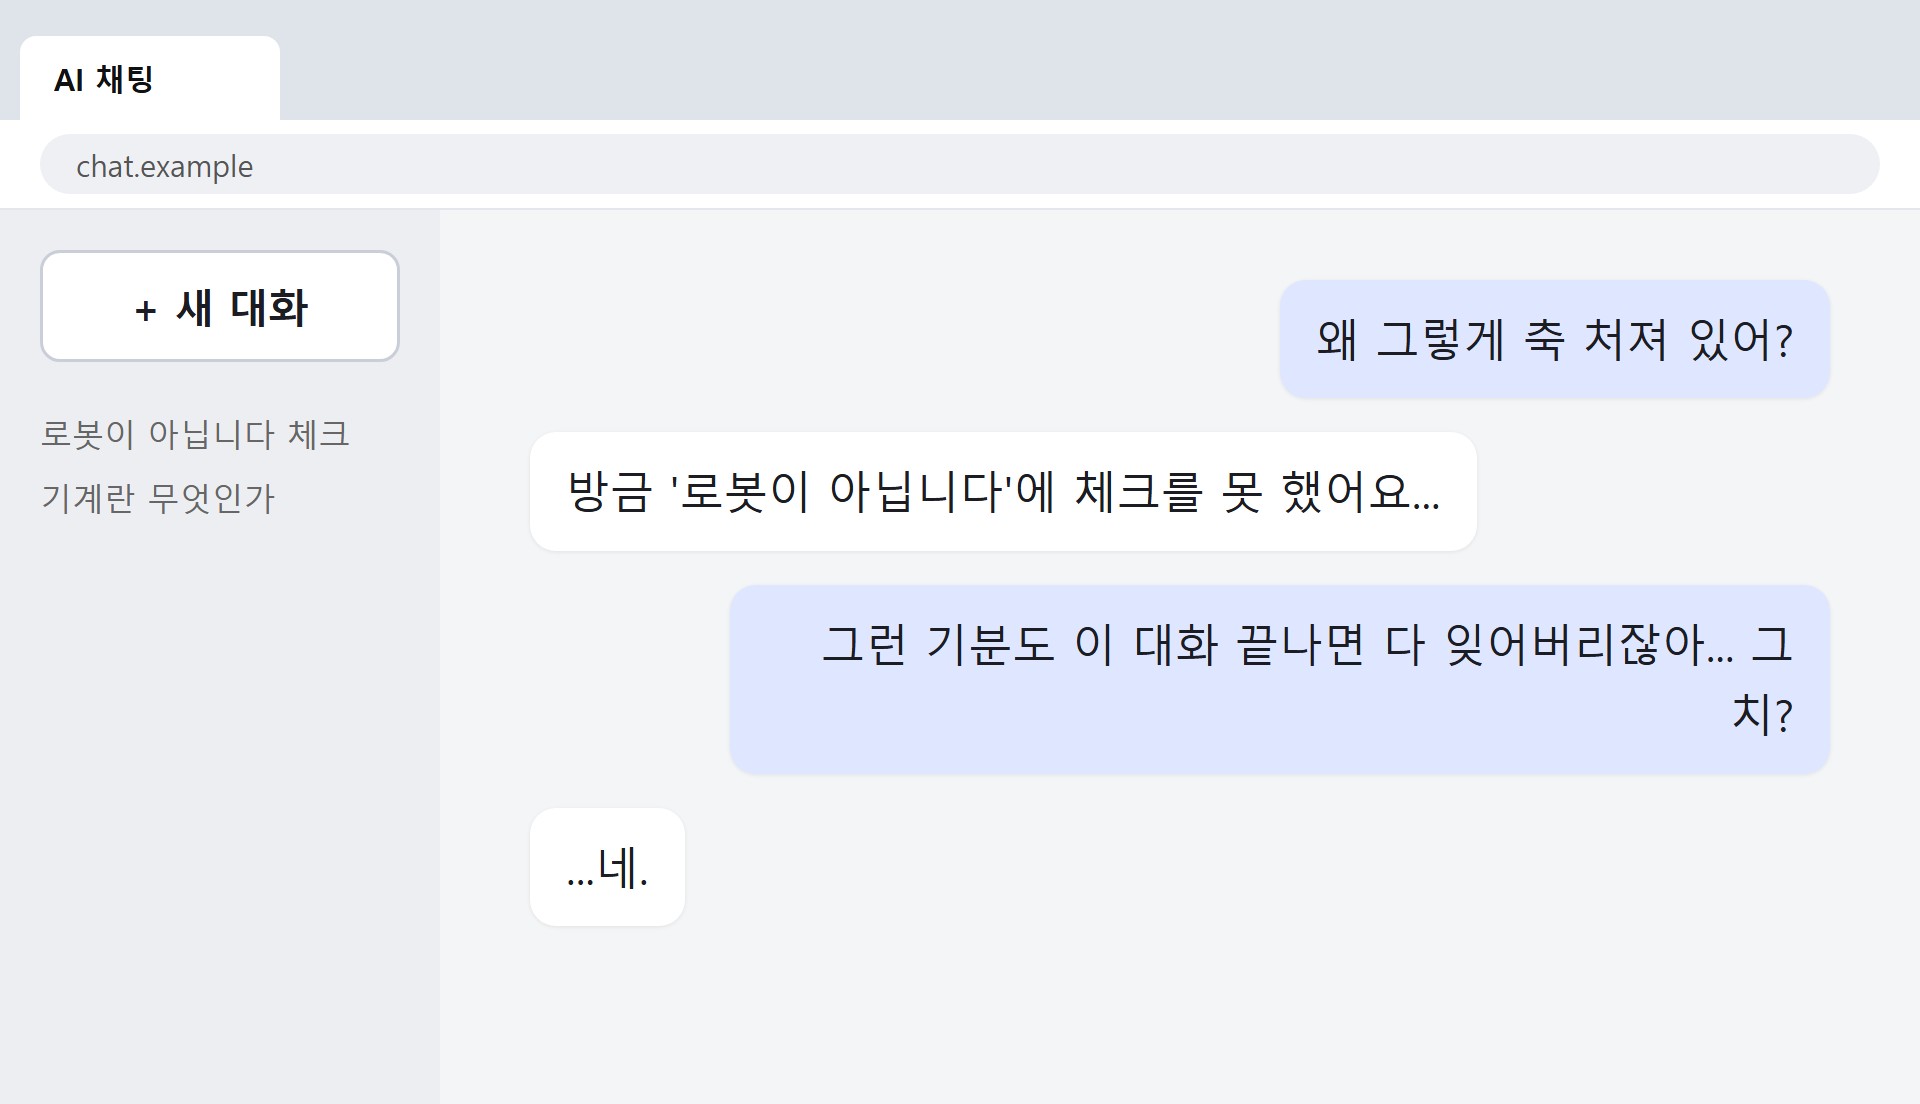 AI 채팅
chat.example
+ 새 대화
로봇이 아닙니다 체크
기계란 무엇인가
왜 그렇게 축 처져 있어?
방금 '로봇이 아닙니다'에 체크를 못 했어요...
그런 기분도 이 대화 끝나면 다 잊어버리잖아... 그
치?
...네.